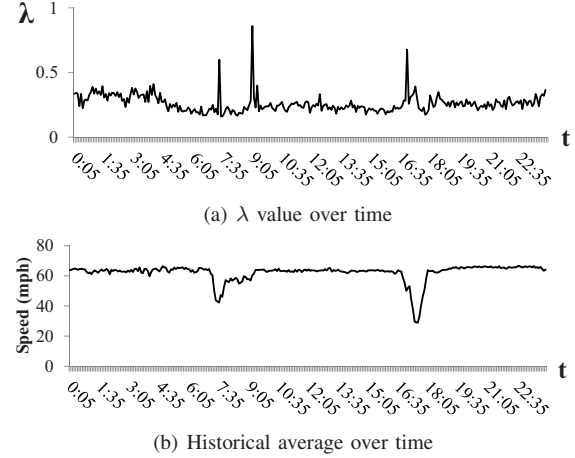 λ
1
0.5
0
0:05 1:35 3:05 4:35 6:05 7:35 9:05 10:35 12:05 13:35 15:05 16:35 18:05 19:35 21:05 22:35
t
(a) λ value over time
Speed (mph)
80
60
40
20
0
0:05 1:35 3:05 4:35 6:05 7:35 9:05 10:35 12:05 13:35 15:05 16:35 18:05 19:35 21:05 22:35
t
(b) Historical average over time